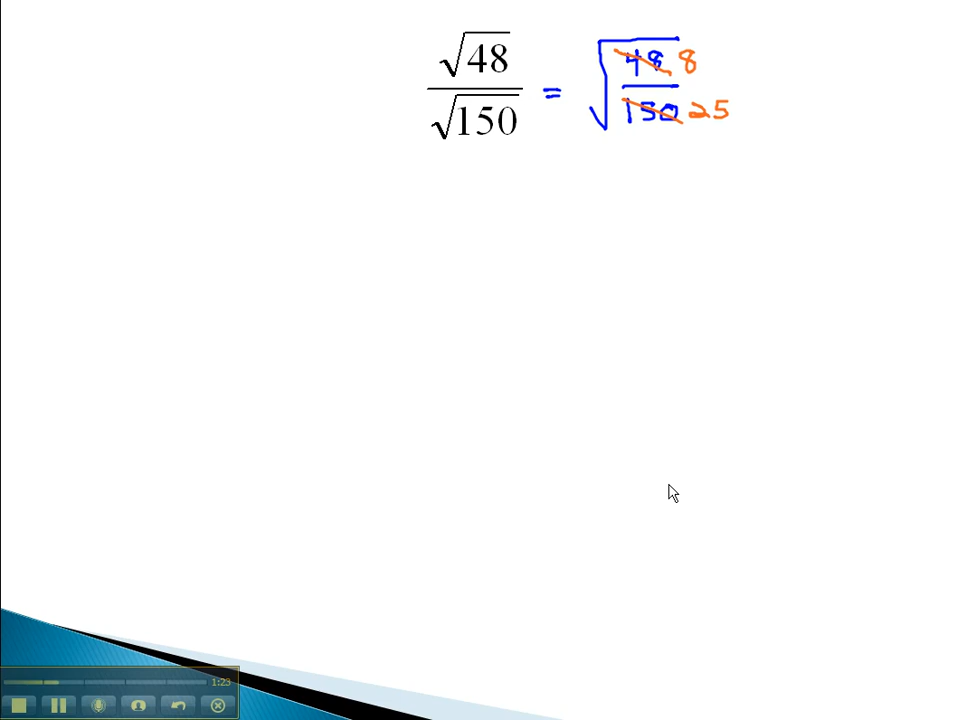 √48 / √150 = √(48 8 / 150 25)
1:23